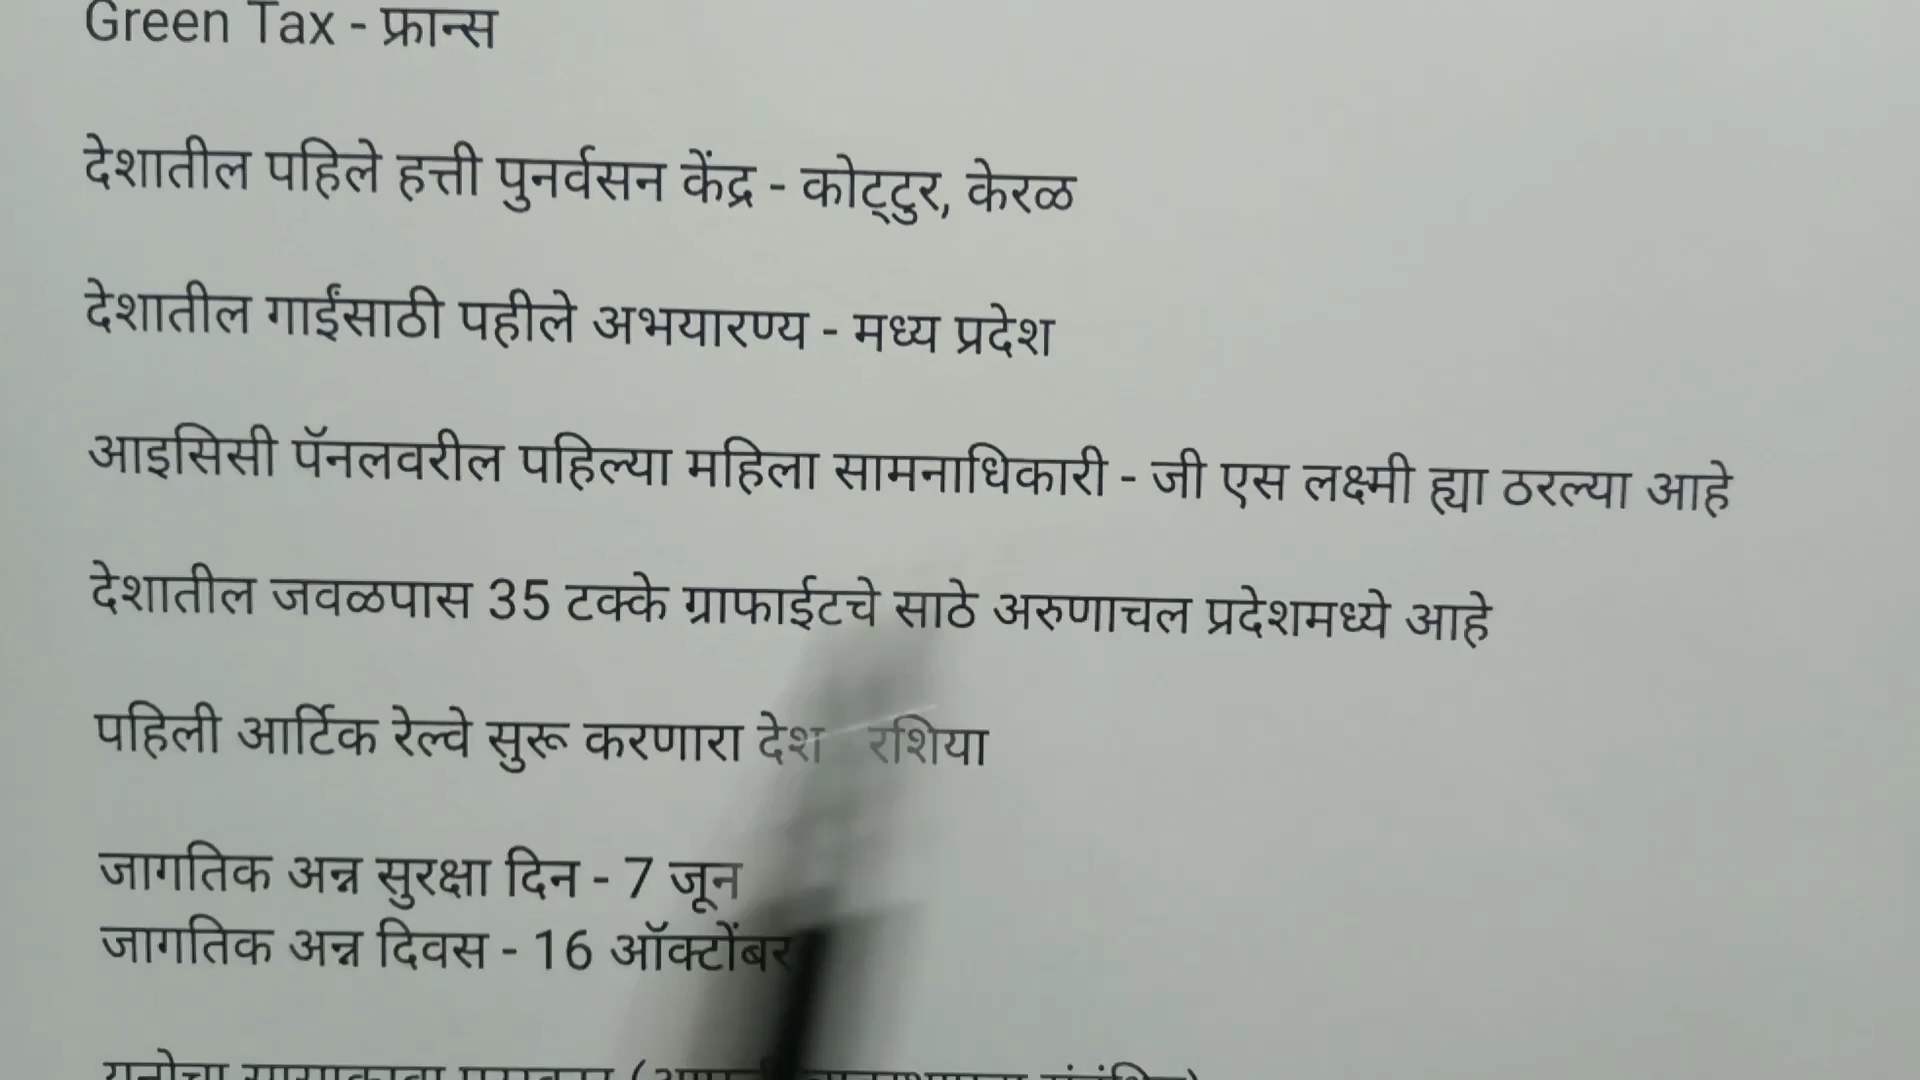 Green Tax - फ्रान्स
देशातील पहिले हत्ती पुनर्वसन केंद्र - कोट्टुर, केरळ
देशातील गाईंसाठी पहीले अभयारण्य - मध्य प्रदेश
आइसिसी पॅनलवरील पहिल्या महिला सामनाधिकारी - जी एस लक्ष्मी ह्या ठरल्या आहे
देशातील जवळपास 35 टक्के ग्राफाईटचे साठे अरुणाचल प्रदेशमध्ये आहे
पहिली आर्टिक रेल्वे सुरू करणारा देश रशिया
जागतिक अन्न सुरक्षा दिन - 7 जून
जागतिक अन्न दिवस - 16 ऑक्टोंबर